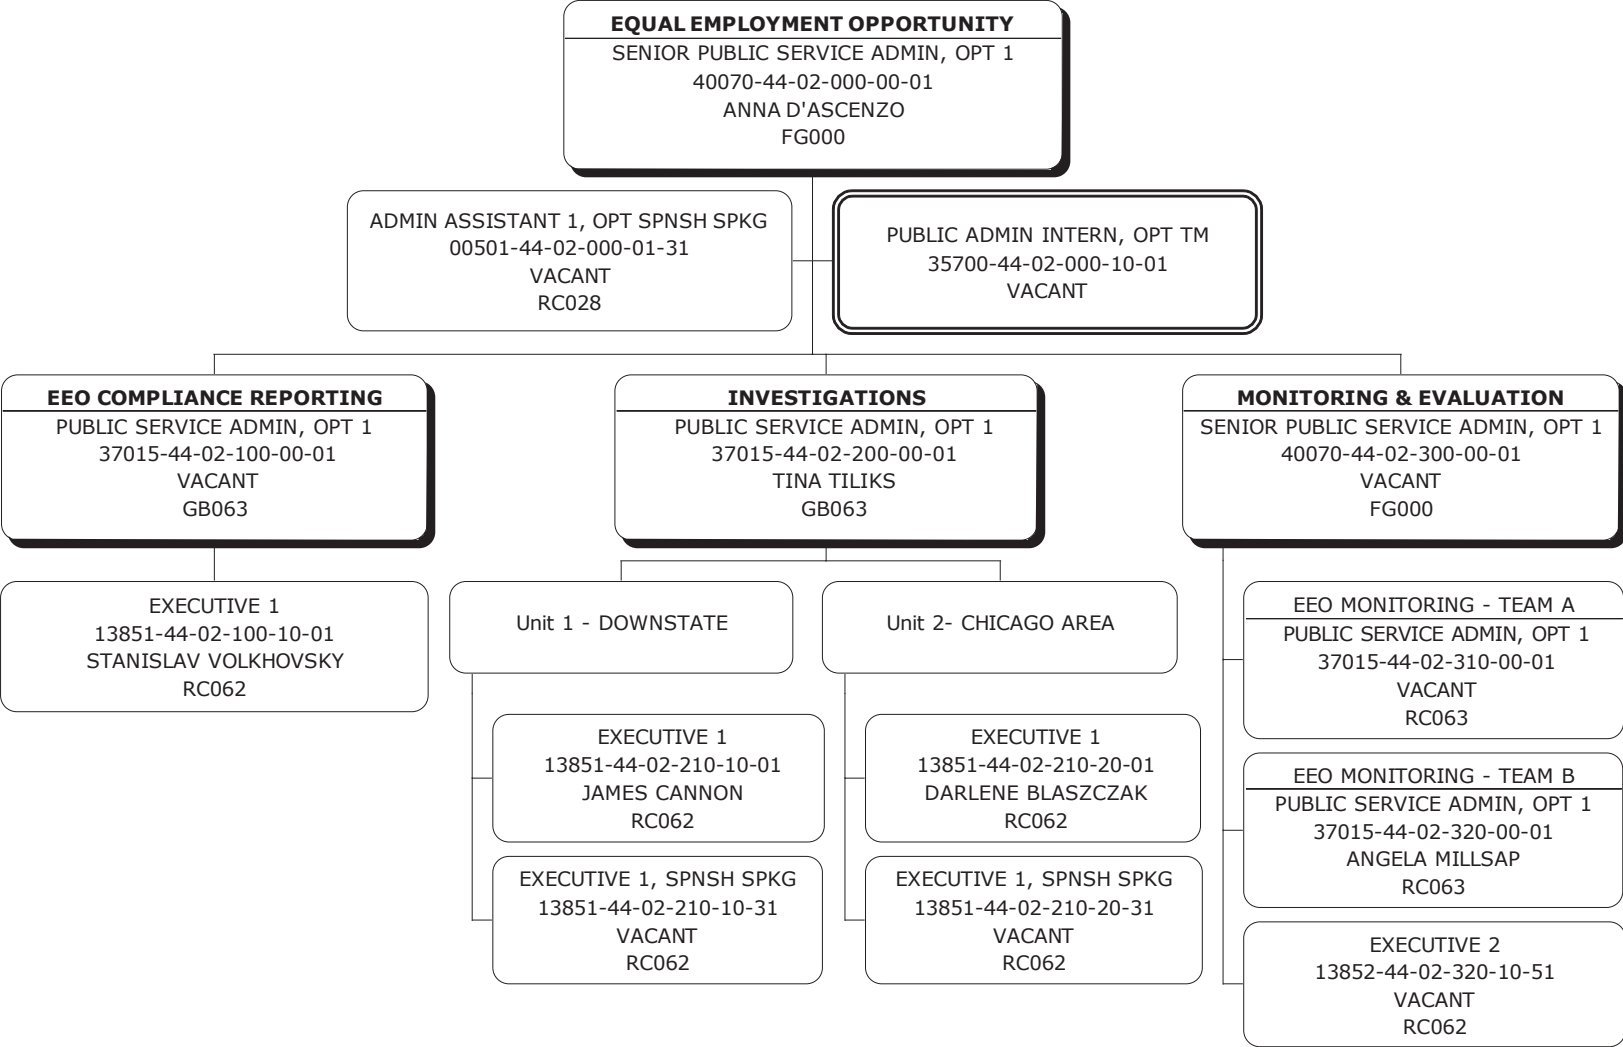 EQUAL EMPLOYMENT OPPORTUNITY
SENIOR PUBLIC SERVICE ADMIN, OPT 1
40070-44-02-000-00-01
ANNA D'ASCENZO
FG000
ADMIN ASSISTANT 1, OPT SPNSH SPKG
00501-44-02-000-01-31
VACANT
RC028
PUBLIC ADMIN INTERN, OPT TM
35700-44-02-000-10-01
VACANT
EEO COMPLIANCE REPORTING
PUBLIC SERVICE ADMIN, OPT 1
37015-44-02-100-00-01
VACANT
GB063
EXECUTIVE 1
13851-44-02-100-10-01
STANISLAV VOLKHOVSKY
RC062
INVESTIGATIONS
PUBLIC SERVICE ADMIN, OPT 1
37015-44-02-200-00-01
TINA TILIKS
GB063
Unit 1 - DOWNSTATE
EXECUTIVE 1
13851-44-02-210-10-01
JAMES CANNON
RC062
EXECUTIVE 1, SPNSH SPKG
13851-44-02-210-10-31
VACANT
RC062
Unit 2- CHICAGO AREA
EXECUTIVE 1
13851-44-02-210-20-01
DARLENE BLASZCZAK
RC062
EXECUTIVE 1, SPNSH SPKG
13851-44-02-210-20-31
VACANT
RC062
MONITORING & EVALUATION
SENIOR PUBLIC SERVICE ADMIN, OPT 1
40070-44-02-300-00-01
VACANT
FG000
EEO MONITORING - TEAM A
PUBLIC SERVICE ADMIN, OPT 1
37015-44-02-310-00-01
VACANT
RC063
EEO MONITORING - TEAM B
PUBLIC SERVICE ADMIN, OPT 1
37015-44-02-320-00-01
ANGELA MILLSAP
RC063
EXECUTIVE 2
13852-44-02-320-10-51
VACANT
RC062